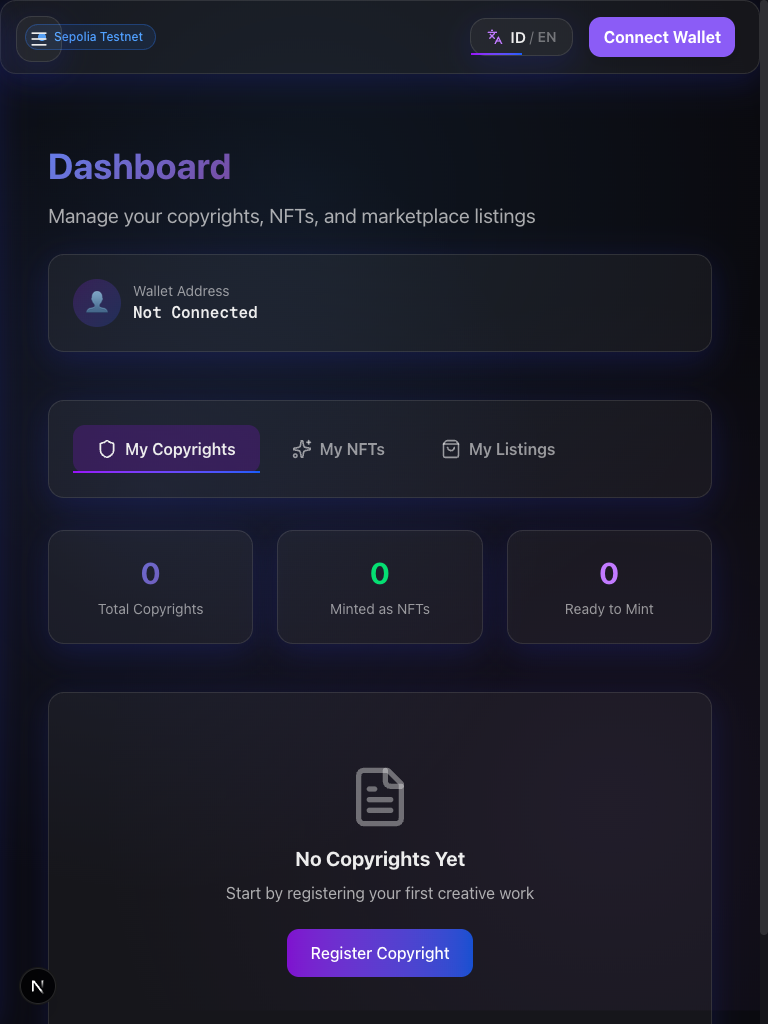 Sepolia Testnet
ID / EN
Connect Wallet
Dashboard
Manage your copyrights, NFTs, and marketplace listings
Wallet Address
Not Connected
My Copyrights
My NFTs
My Listings
0
Total Copyrights
0
Minted as NFTs
0
Ready to Mint
No Copyrights Yet
Start by registering your first creative work
Register Copyright
N